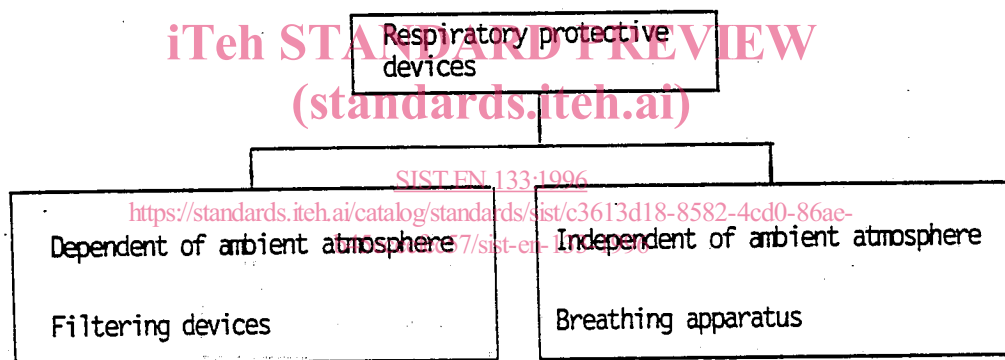 iTeh STANDARD PREVIEW
Respiratory protective
devices
(standards.iteh.ai)
SIST EN 133:1996
https://standards.iteh.ai/catalog/standards/sist/c3613d18-8582-4cd0-86ae-
Dependent of ambient atmosphere
Independent of ambient atmosphere
Filtering devices
Breathing apparatus